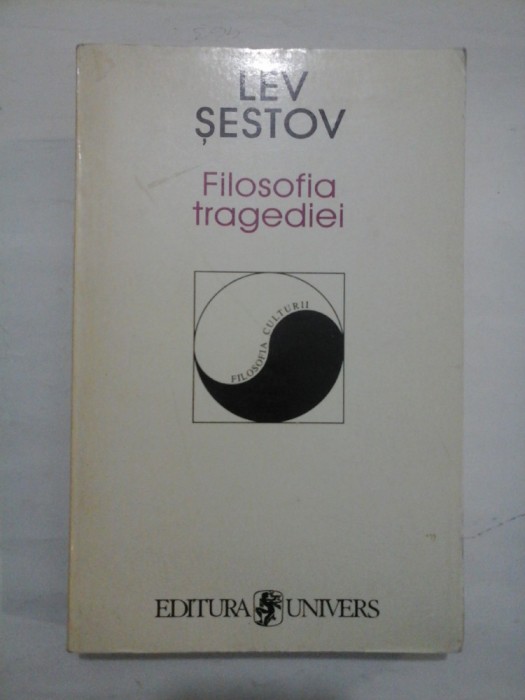 LEV
ȘESTOV
Filosofia
tragediei
FILOSOFIA CULTURII
EDITURA UNIVERS